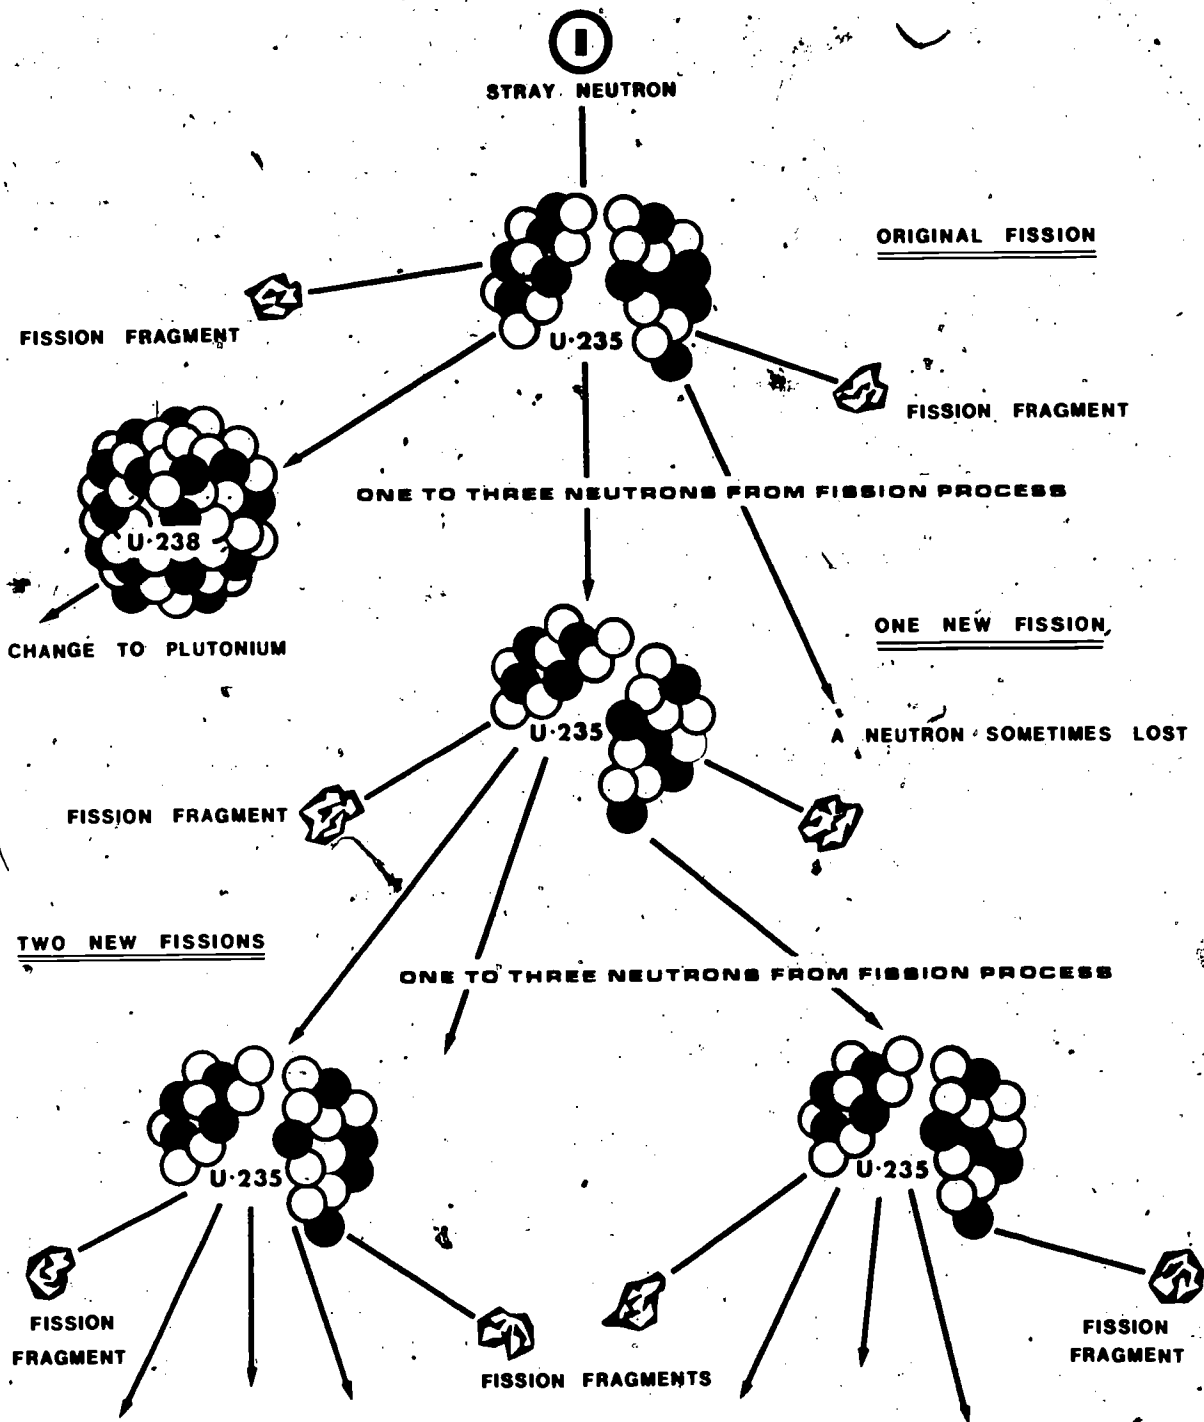 STRAY NEUTRON
ORIGINAL FISSION
FISSION FRAGMENT
U·235
FISSION FRAGMENT
ONE TO THREE NEUTRONS FROM FISSION PROCESS
U·238
CHANGE TO PLUTONIUM
ONE NEW FISSION
U·235
A NEUTRON SOMETIMES LOST
FISSION FRAGMENT
TWO NEW FISSIONS
ONE TO THREE NEUTRONS FROM FISSION PROCESS
U·235
U·235
FISSION
FRAGMENT
FISSION FRAGMENTS
FISSION
FRAGMENT